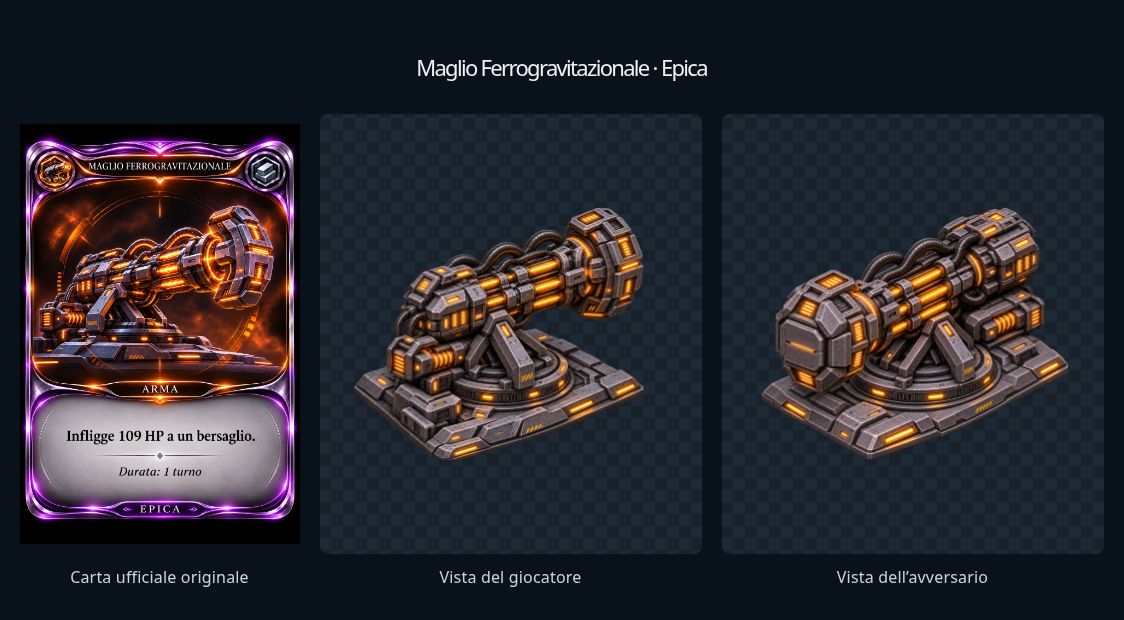 Maglio Ferrogravitazionale · Epica
MAGLIO FERROGRAVITAZIONALE
ARMA
Infligge 109 HP a un bersaglio.
Durata: 1 turno
EPICA
Carta ufficiale originale
Vista del giocatore
Vista dell’avversario